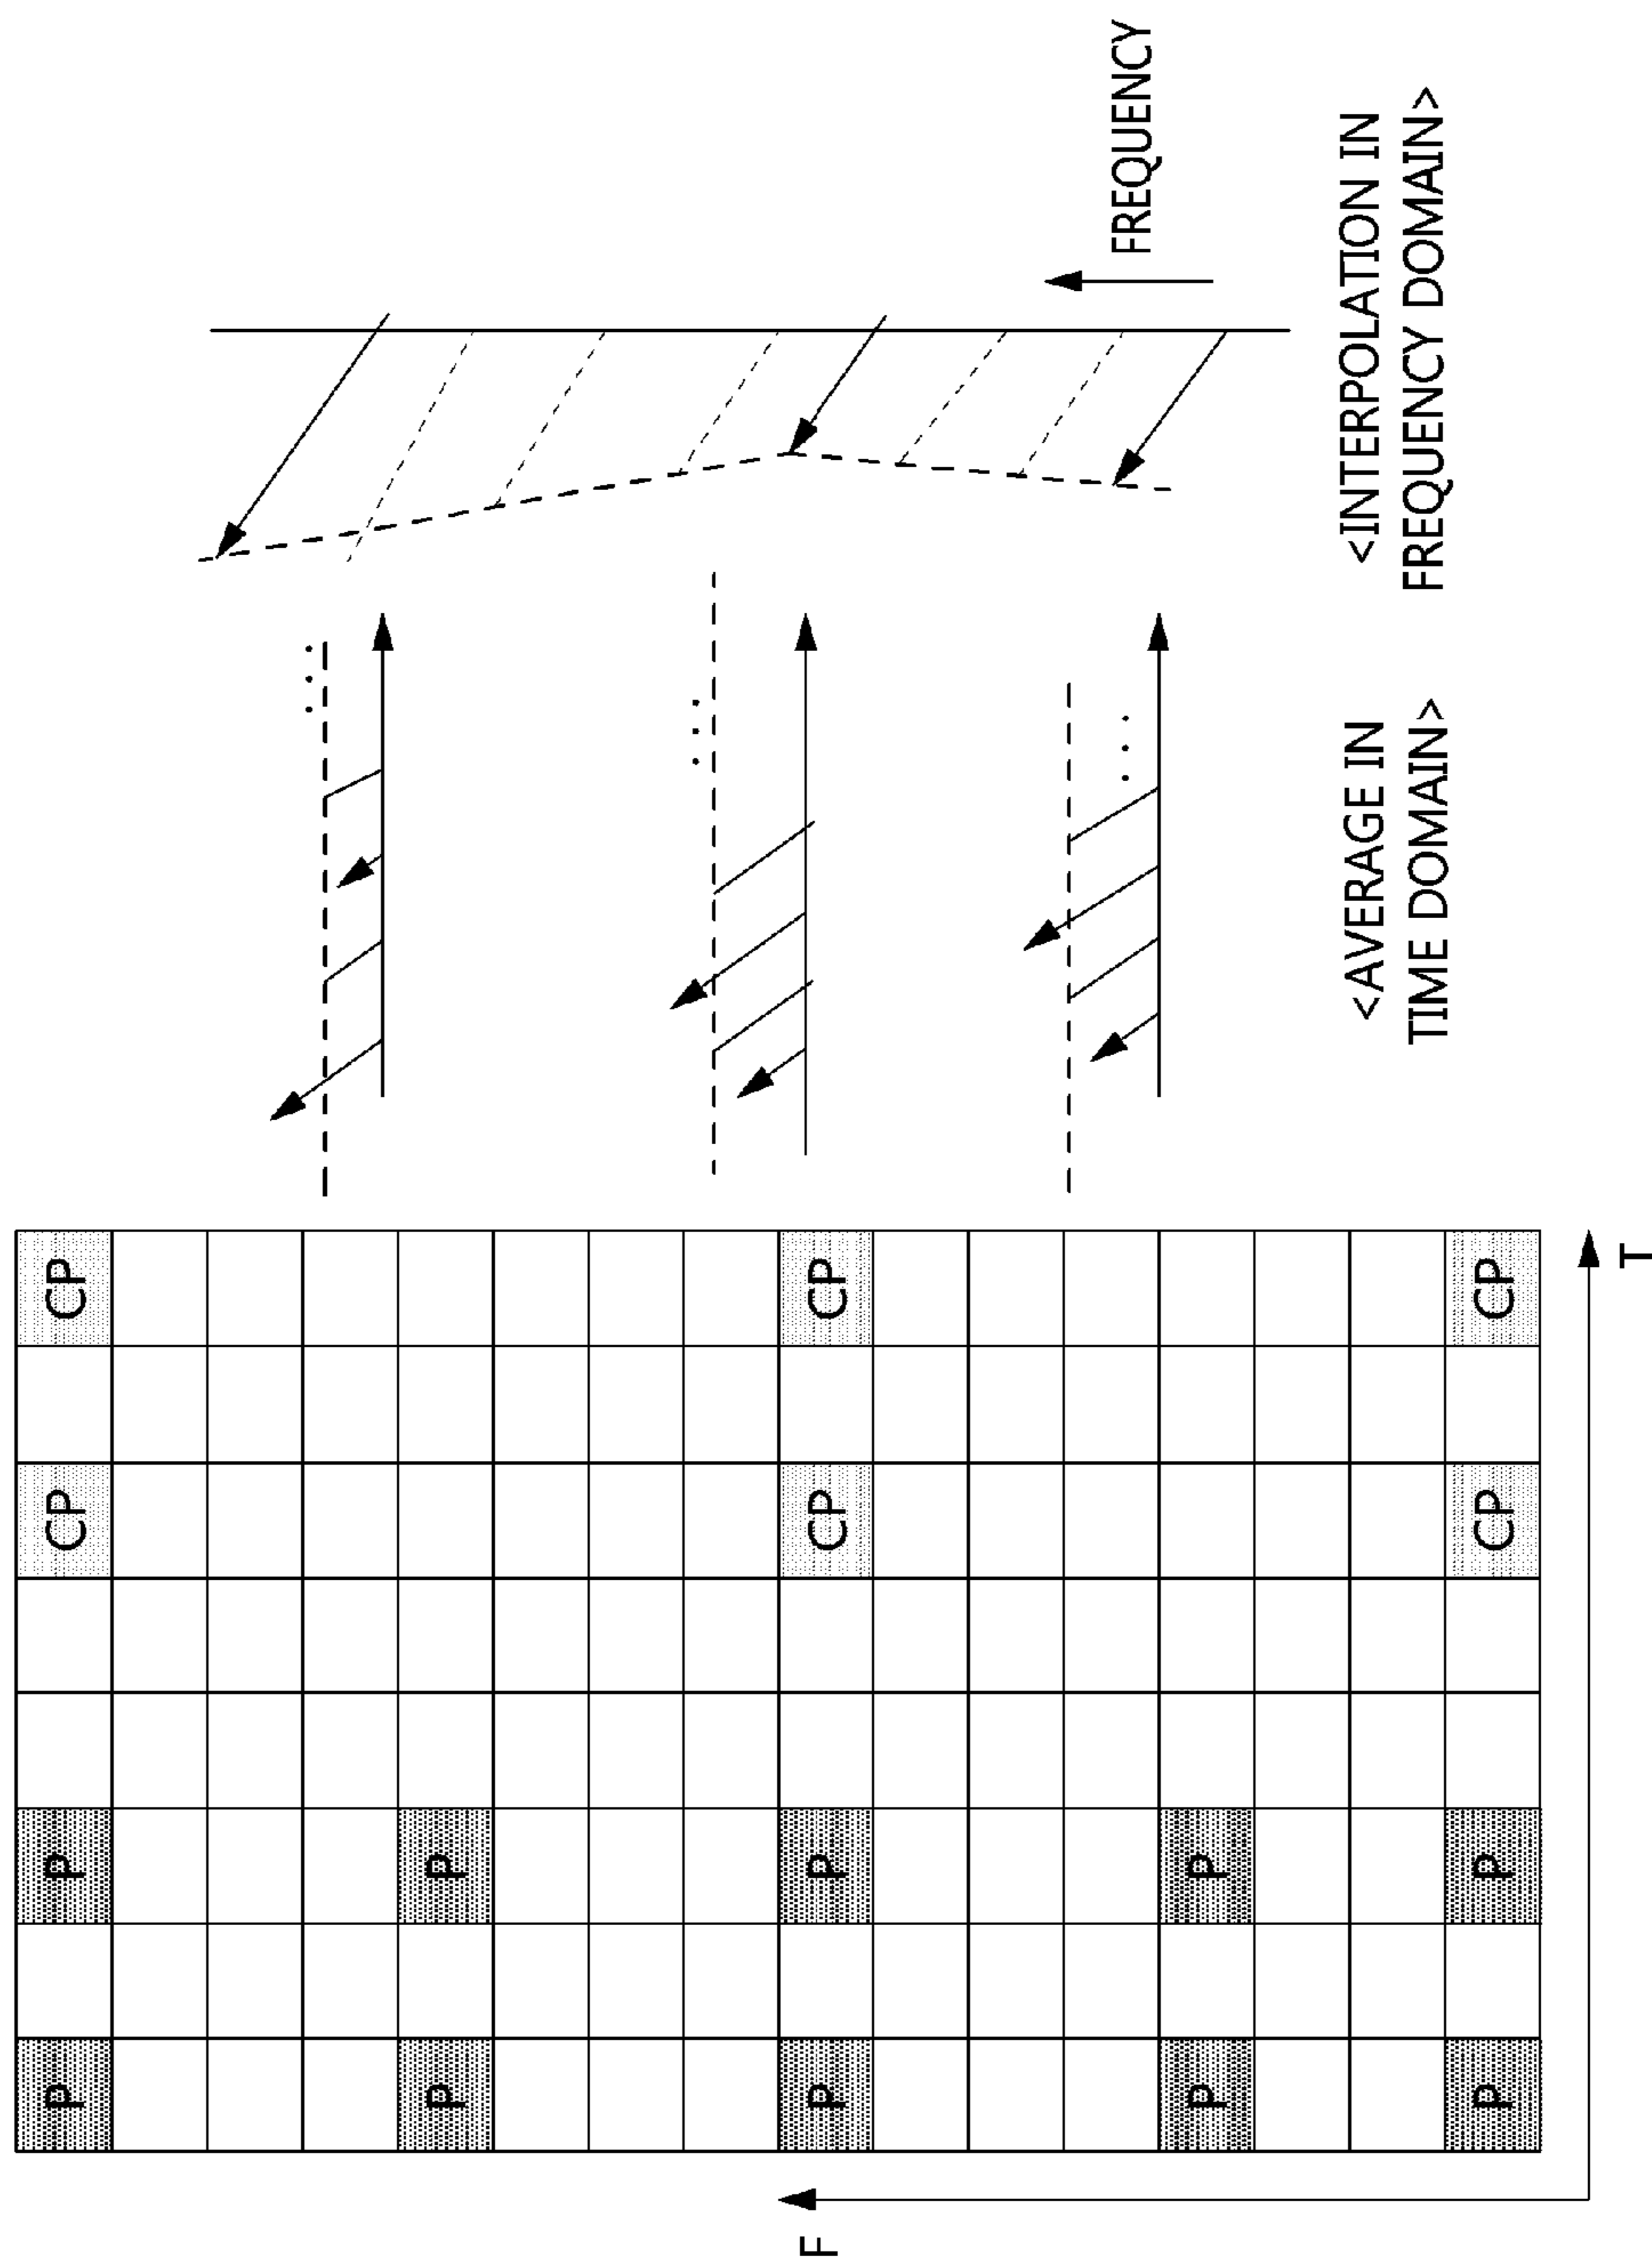 P P CP CP
P P
F
P P CP CP
P P
P P CP CP
T
<AVERAGE IN
TIME DOMAIN>
FREQUENCY
<INTERPOLATION IN
FREQUENCY DOMAIN>